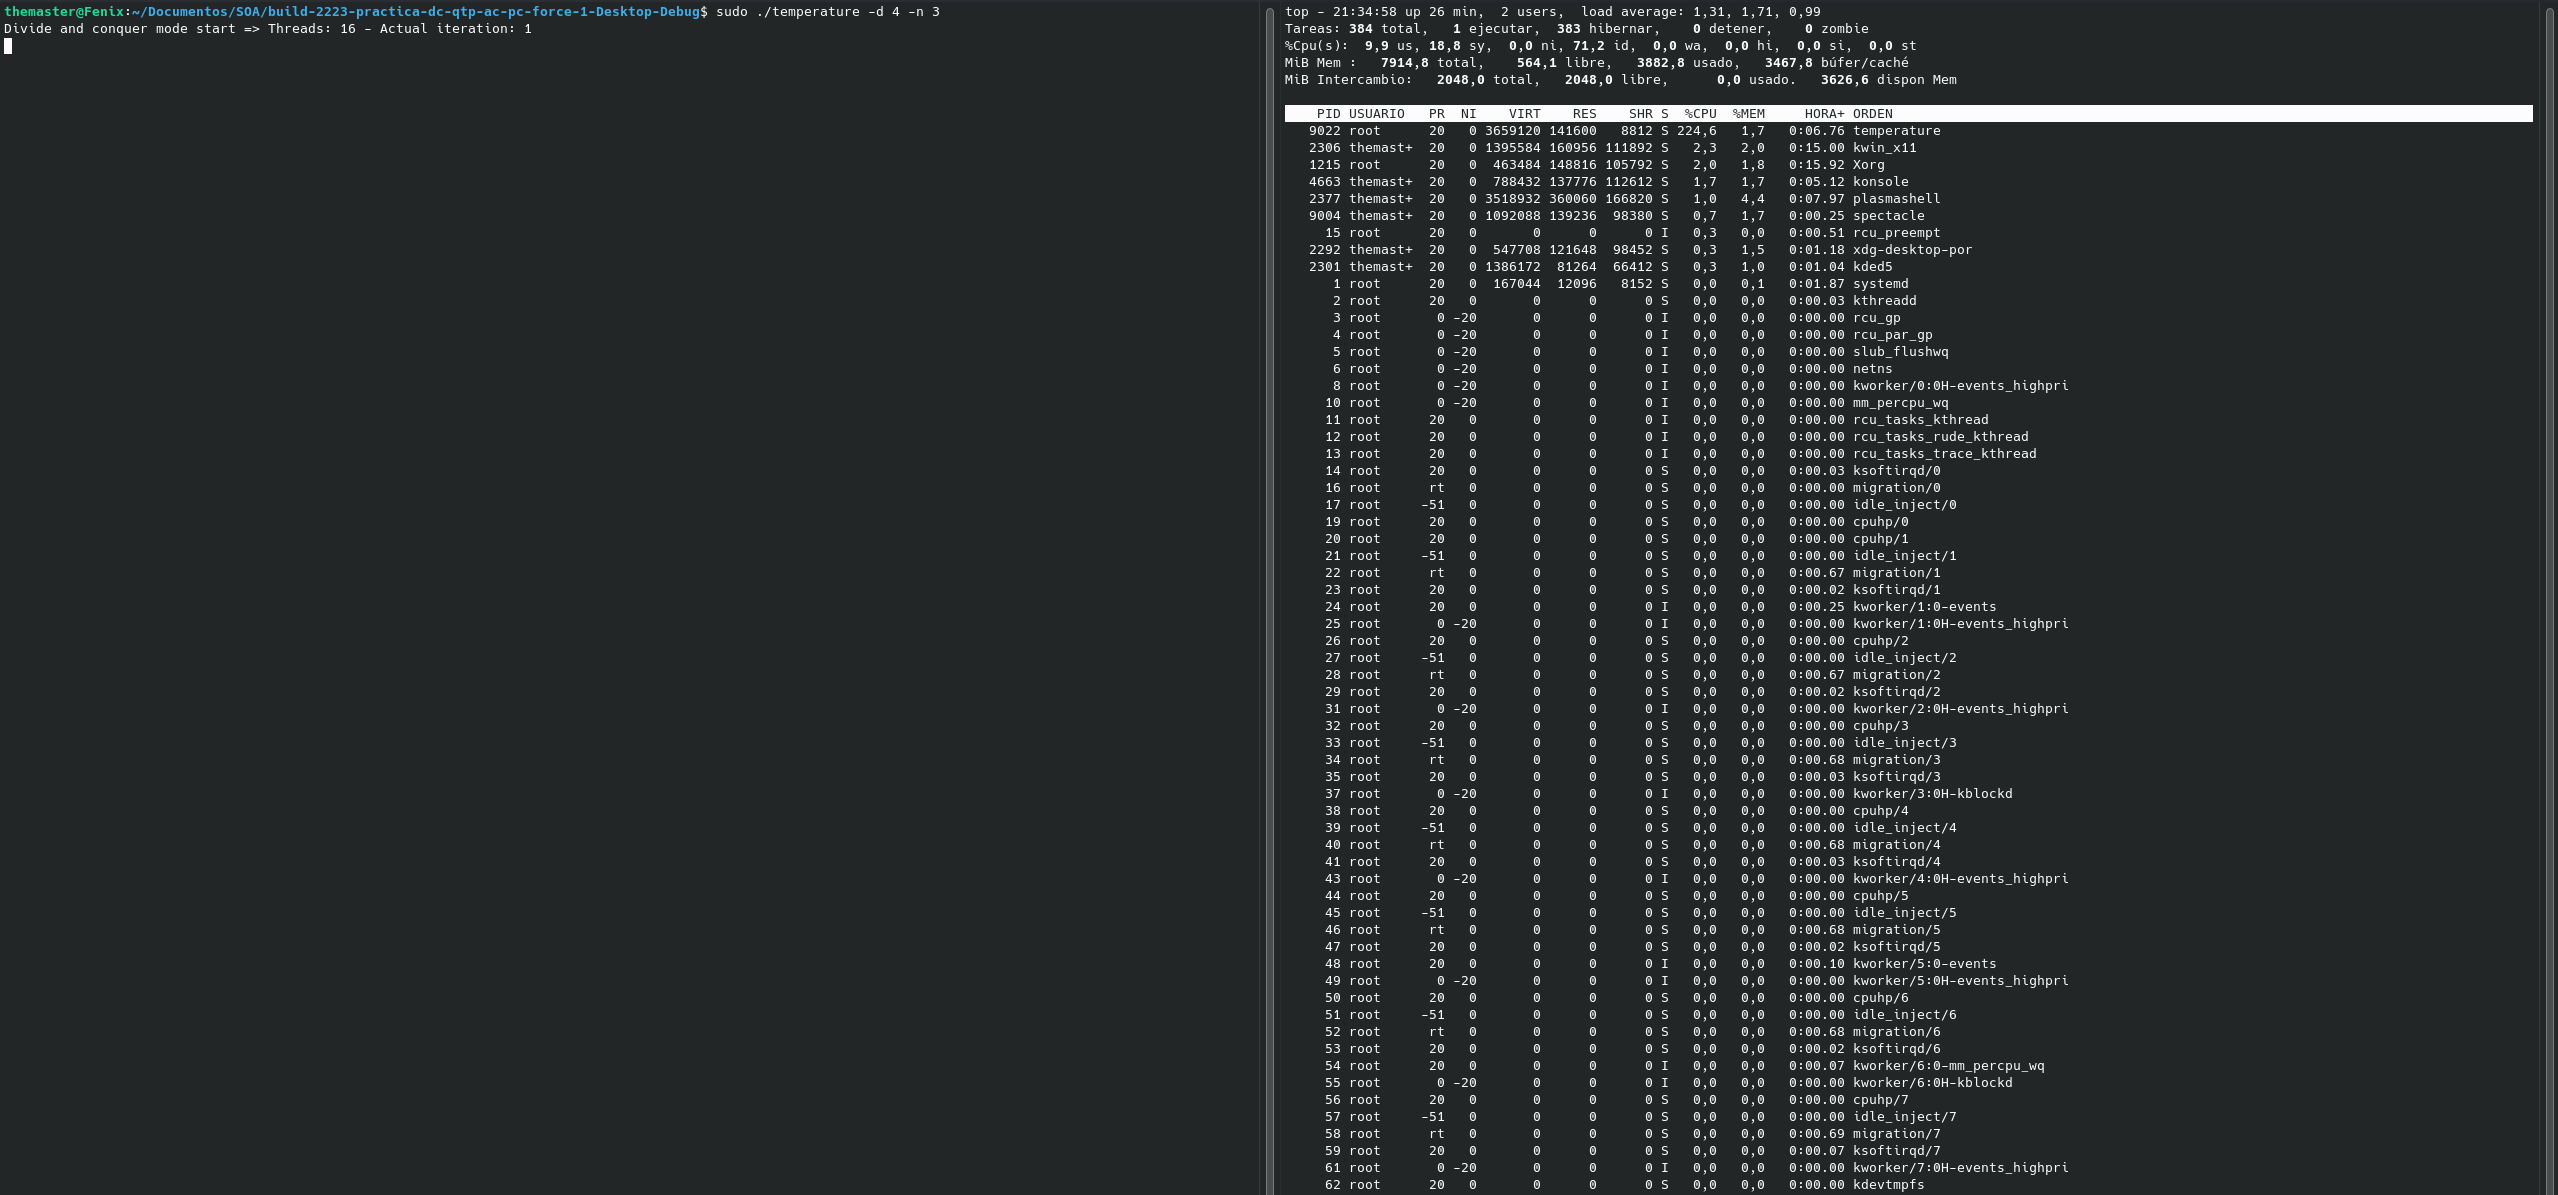 themaster@Fenix:~/Documentos/SOA/build-2223-practica-dc-qtp-ac-pc-force-1-Desktop-Debug$ sudo ./temperature -d 4 -n 3
Divide and conquer mode start => Threads: 16 - Actual iteration: 1
top - 21:34:58 up 26 min,  2 users,  load average: 1,31, 1,71, 0,99
Tareas: 384 total,   1 ejecutar,  383 hibernar,    0 detener,    0 zombie
%Cpu(s):  9,9 us, 18,8 sy,  0,0 ni, 71,2 id,  0,0 wa,  0,0 hi,  0,0 si,  0,0 st
MiB Mem :   7914,8 total,    564,1 libre,   3882,8 usado,   3467,8 búfer/caché
MiB Intercambio:   2048,0 total,   2048,0 libre,      0,0 usado.   3626,6 dispon Mem
PID USUARIO   PR  NI    VIRT    RES    SHR S  %CPU  %MEM     HORA+ ORDEN
9022 root      20   0 3659120 141600   8812 S 224,6   1,7   0:06.76 temperature
2306 themast+  20   0 1395584 160956 111892 S   2,3   2,0   0:15.00 kwin_x11
1215 root      20   0  463484 148816 105792 S   2,0   1,8   0:15.92 Xorg
4663 themast+  20   0  788432 137776 112612 S   1,7   1,7   0:05.12 konsole
2377 themast+  20   0 3518932 360060 166820 S   1,0   4,4   0:07.97 plasmashell
9004 themast+  20   0 1092088 139236  98380 S   0,7   1,7   0:00.25 spectacle
15 root      20   0       0      0      0 I   0,3   0,0   0:00.51 rcu_preempt
2292 themast+  20   0  547708 121648  98452 S   0,3   1,5   0:01.18 xdg-desktop-por
2301 themast+  20   0 1386172  81264  66412 S   0,3   1,0   0:01.04 kded5
1 root      20   0  167044  12096   8152 S   0,0   0,1   0:01.87 systemd
2 root      20   0       0      0      0 S   0,0   0,0   0:00.03 kthreadd
3 root       0 -20       0      0      0 I   0,0   0,0   0:00.00 rcu_gp
4 root       0 -20       0      0      0 I   0,0   0,0   0:00.00 rcu_par_gp
5 root       0 -20       0      0      0 I   0,0   0,0   0:00.00 slub_flushwq
6 root       0 -20       0      0      0 I   0,0   0,0   0:00.00 netns
8 root       0 -20       0      0      0 I   0,0   0,0   0:00.00 kworker/0:0H-events_highpri
10 root       0 -20       0      0      0 I   0,0   0,0   0:00.00 mm_percpu_wq
11 root      20   0       0      0      0 I   0,0   0,0   0:00.00 rcu_tasks_kthread
12 root      20   0       0      0      0 I   0,0   0,0   0:00.00 rcu_tasks_rude_kthread
13 root      20   0       0      0      0 I   0,0   0,0   0:00.00 rcu_tasks_trace_kthread
14 root      20   0       0      0      0 S   0,0   0,0   0:00.03 ksoftirqd/0
16 root      rt   0       0      0      0 S   0,0   0,0   0:00.00 migration/0
17 root     -51   0       0      0      0 S   0,0   0,0   0:00.00 idle_inject/0
19 root      20   0       0      0      0 S   0,0   0,0   0:00.00 cpuhp/0
20 root      20   0       0      0      0 S   0,0   0,0   0:00.00 cpuhp/1
21 root     -51   0       0      0      0 S   0,0   0,0   0:00.00 idle_inject/1
22 root      rt   0       0      0      0 S   0,0   0,0   0:00.67 migration/1
23 root      20   0       0      0      0 S   0,0   0,0   0:00.02 ksoftirqd/1
24 root      20   0       0      0      0 I   0,0   0,0   0:00.25 kworker/1:0-events
25 root       0 -20       0      0      0 I   0,0   0,0   0:00.00 kworker/1:0H-events_highpri
26 root      20   0       0      0      0 S   0,0   0,0   0:00.00 cpuhp/2
27 root     -51   0       0      0      0 S   0,0   0,0   0:00.00 idle_inject/2
28 root      rt   0       0      0      0 S   0,0   0,0   0:00.67 migration/2
29 root      20   0       0      0      0 S   0,0   0,0   0:00.02 ksoftirqd/2
31 root       0 -20       0      0      0 I   0,0   0,0   0:00.00 kworker/2:0H-events_highpri
32 root      20   0       0      0      0 S   0,0   0,0   0:00.00 cpuhp/3
33 root     -51   0       0      0      0 S   0,0   0,0   0:00.00 idle_inject/3
34 root      rt   0       0      0      0 S   0,0   0,0   0:00.68 migration/3
35 root      20   0       0      0      0 S   0,0   0,0   0:00.03 ksoftirqd/3
37 root       0 -20       0      0      0 I   0,0   0,0   0:00.00 kworker/3:0H-kblockd
38 root      20   0       0      0      0 S   0,0   0,0   0:00.00 cpuhp/4
39 root     -51   0       0      0      0 S   0,0   0,0   0:00.00 idle_inject/4
40 root      rt   0       0      0      0 S   0,0   0,0   0:00.68 migration/4
41 root      20   0       0      0      0 S   0,0   0,0   0:00.03 ksoftirqd/4
43 root       0 -20       0      0      0 I   0,0   0,0   0:00.00 kworker/4:0H-events_highpri
44 root      20   0       0      0      0 S   0,0   0,0   0:00.00 cpuhp/5
45 root     -51   0       0      0      0 S   0,0   0,0   0:00.00 idle_inject/5
46 root      rt   0       0      0      0 S   0,0   0,0   0:00.68 migration/5
47 root      20   0       0      0      0 S   0,0   0,0   0:00.02 ksoftirqd/5
48 root      20   0       0      0      0 I   0,0   0,0   0:00.10 kworker/5:0-events
49 root       0 -20       0      0      0 I   0,0   0,0   0:00.00 kworker/5:0H-events_highpri
50 root      20   0       0      0      0 S   0,0   0,0   0:00.00 cpuhp/6
51 root     -51   0       0      0      0 S   0,0   0,0   0:00.00 idle_inject/6
52 root      rt   0       0      0      0 S   0,0   0,0   0:00.68 migration/6
53 root      20   0       0      0      0 S   0,0   0,0   0:00.02 ksoftirqd/6
54 root      20   0       0      0      0 I   0,0   0,0   0:00.07 kworker/6:0-mm_percpu_wq
55 root       0 -20       0      0      0 I   0,0   0,0   0:00.00 kworker/6:0H-kblockd
56 root      20   0       0      0      0 S   0,0   0,0   0:00.00 cpuhp/7
57 root     -51   0       0      0      0 S   0,0   0,0   0:00.00 idle_inject/7
58 root      rt   0       0      0      0 S   0,0   0,0   0:00.69 migration/7
59 root      20   0       0      0      0 S   0,0   0,0   0:00.07 ksoftirqd/7
61 root       0 -20       0      0      0 I   0,0   0,0   0:00.00 kworker/7:0H-events_highpri
62 root      20   0       0      0      0 S   0,0   0,0   0:00.00 kdevtmpfs